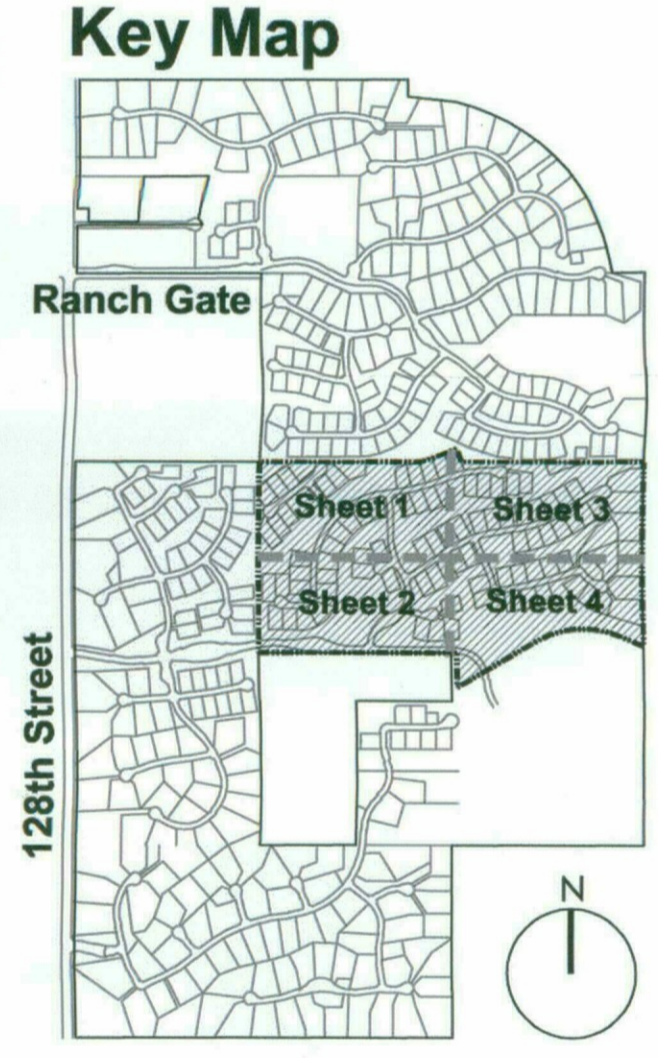 Key Map
Ranch Gate
Sheet 1
Sheet 3
Sheet 2
Sheet 4
128th Street
N